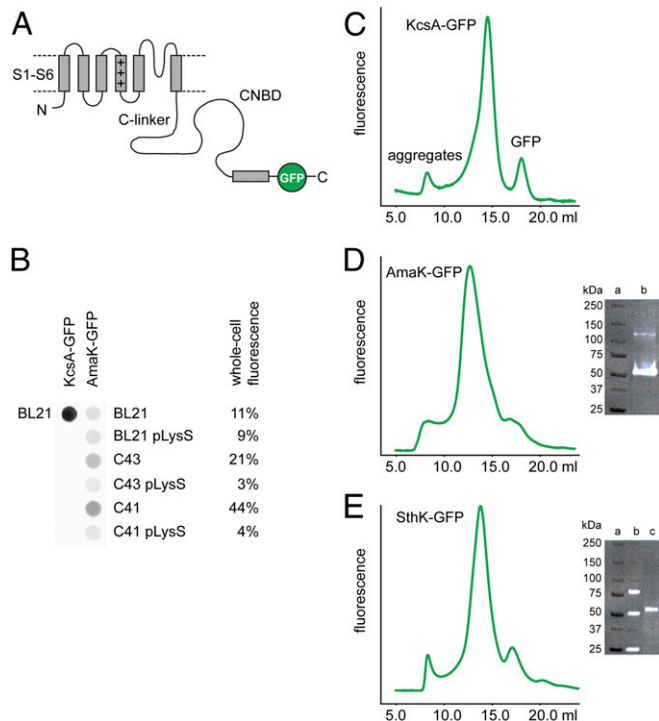 A
S1-S6
+
+
+
N
C-linker
CNBD
GFP
C
B
KcsA-GFP
AmaK-GFP
whole-cell
fluorescence
BL21
BL21 11%
BL21 pLysS 9%
C43 21%
C43 pLysS 3%
C41 44%
C41 pLysS 4%
C
KcsA-GFP
fluorescence
aggregates
GFP
5.0 10.0 15.0 20.0 ml
D
AmaK-GFP
fluorescence
5.0 10.0 15.0 20.0 ml
kDa a b
250
150
100
75
50
37
25
E
SthK-GFP
fluorescence
5.0 10.0 15.0 20.0 ml
kDa a b c
250
150
100
75
50
37
25